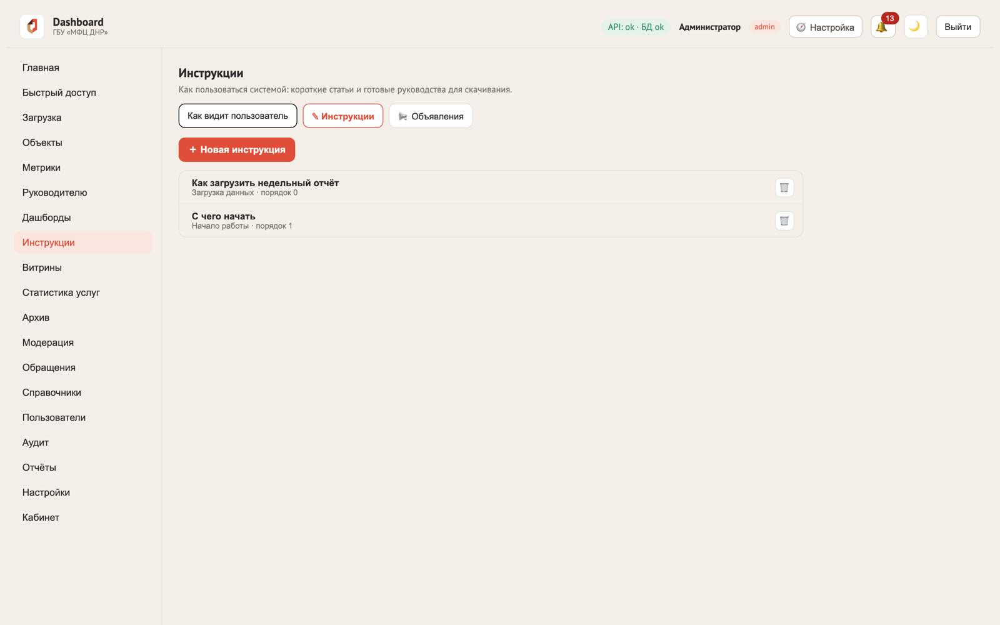 Dashboard
ГБУ «МФЦ ДНР»
API: ok · БД ok
Администратор
admin
Настройка
13
Выйти
Главная
Быстрый доступ
Загрузка
Объекты
Метрики
Руководителю
Дашборды
Инструкции
Витрины
Статистика услуг
Архив
Модерация
Обращения
Справочники
Пользователи
Аудит
Отчёты
Настройки
Кабинет
Инструкции
Как пользоваться системой: короткие статьи и готовые руководства для скачивания.
Как видит пользователь
Инструкции
Объявления
+ Новая инструкция
Как загрузить недельный отчёт
Загрузка данных · порядок 0
С чего начать
Начало работы · порядок 1